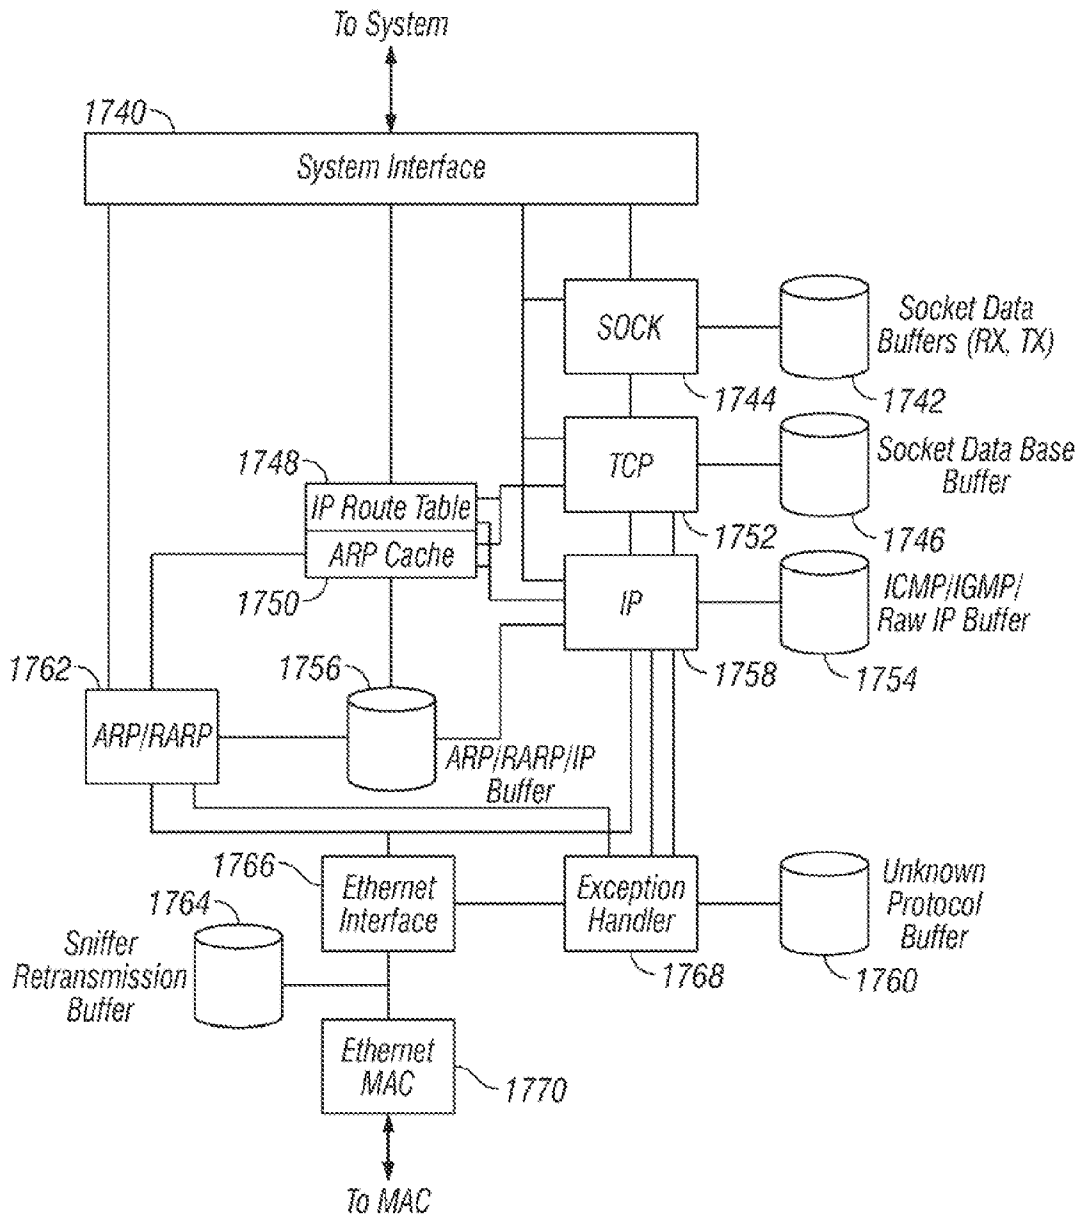 To System
1740
System Interface
SOCK
Socket Data
Buffers (RX, TX)
1744
1742
1748
IP Route Table
ARP Cache
1750
TCP
Socket Data Base
Buffer
1752
1746
IP
ICMP/IGMP/
Raw IP Buffer
1758
1754
1762
ARP/RARP
1756
ARP/RARP/IP
Buffer
1766
Ethernet
Interface
Exception
Handler
1768
Unknown
Protocol
Buffer
1760
1764
Sniffer
Retransmission
Buffer
Ethernet
MAC
1770
To MAC